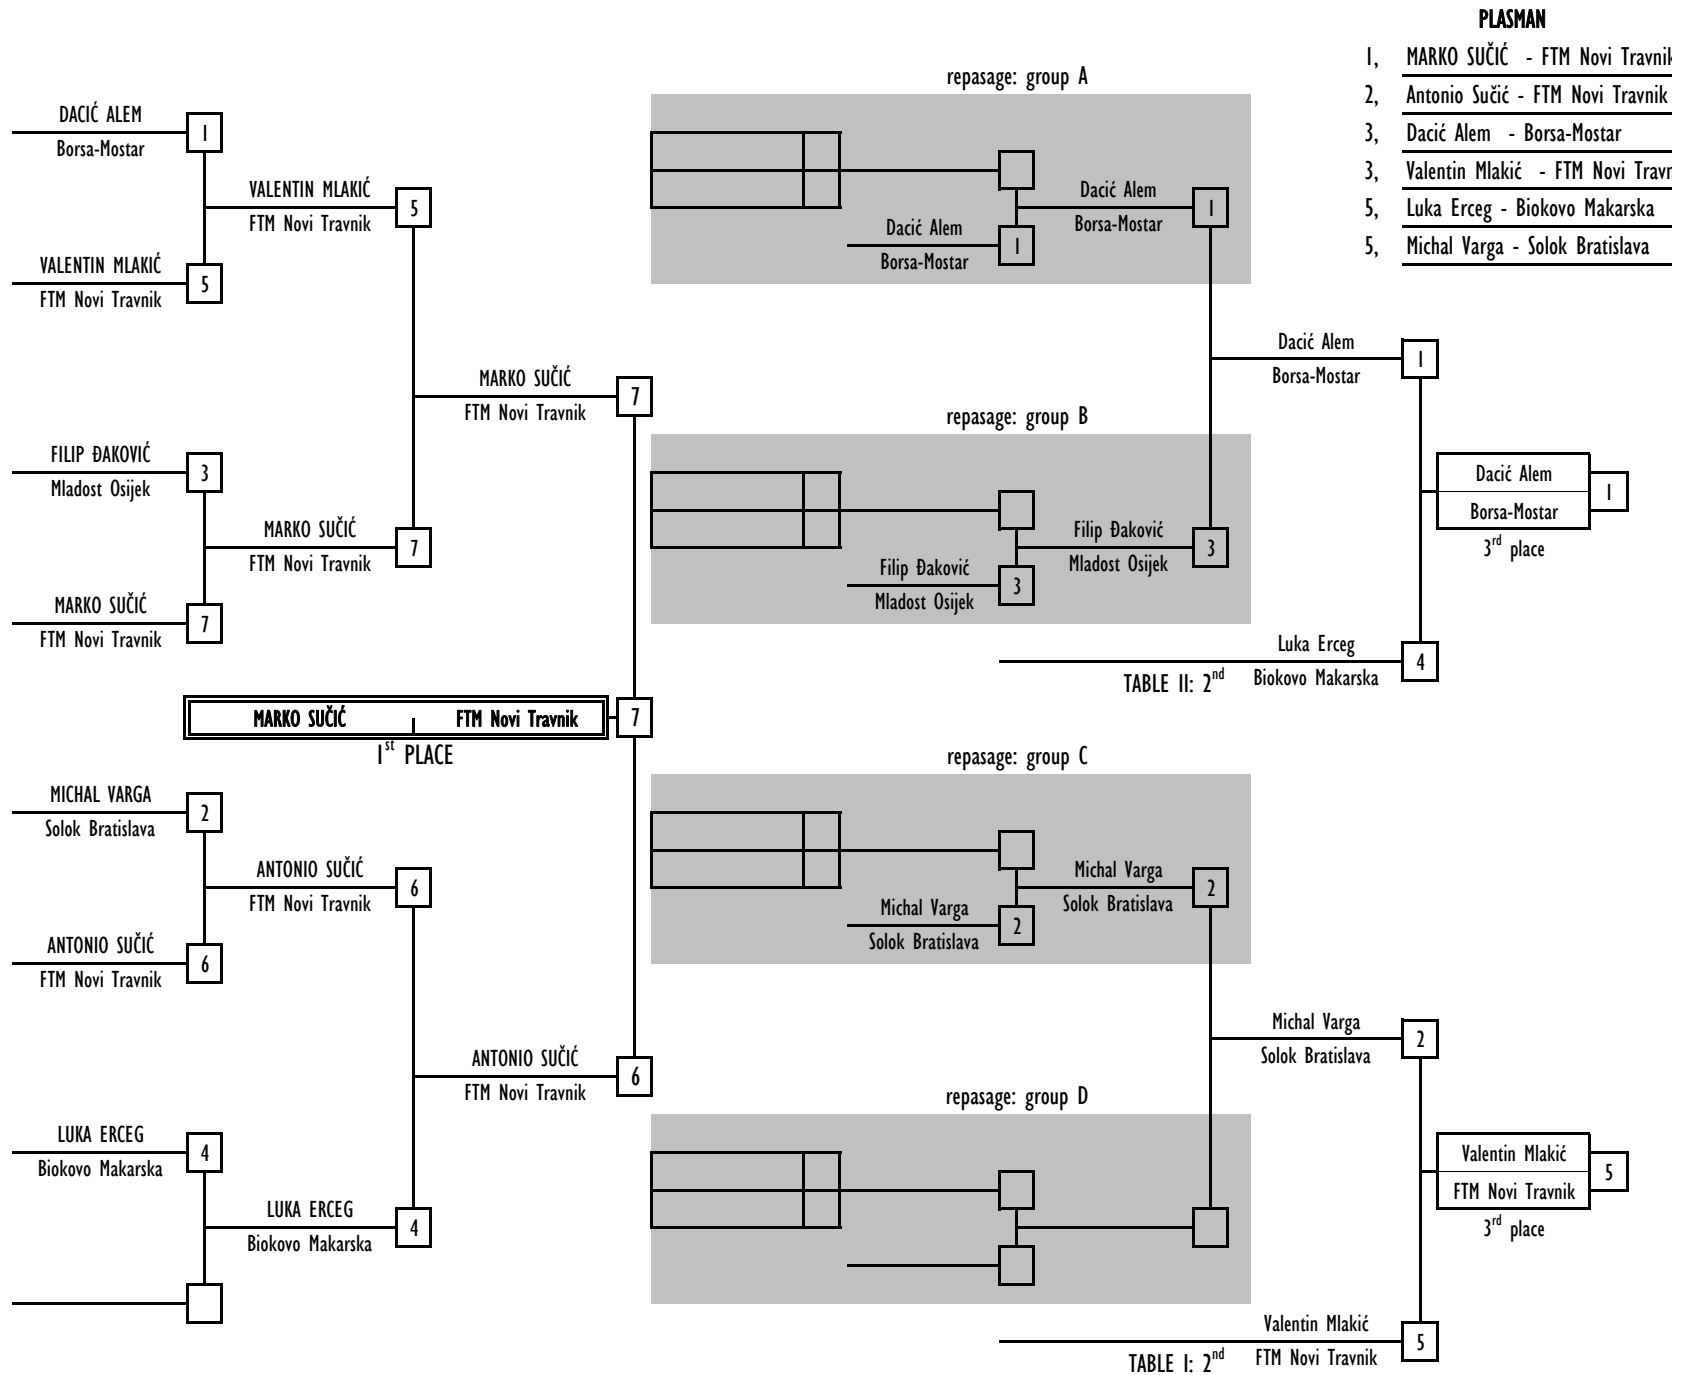 PLASMAN
1, MARKO SUČIĆ - FTM Novi Travnik
2, Antonio Sučić - FTM Novi Travnik
3, Dacić Alem - Borsa-Mostar
3, Valentin Mlakić - FTM Novi Travn
5, Luka Erceg - Biokovo Makarska
5, Michal Varga - Solok Bratislava
DACIĆ ALEM
1
Borsa-Mostar
VALENTIN MLAKIĆ
5
FTM Novi Travnik
VALENTIN MLAKIĆ
5
FTM Novi Travnik
MARKO SUČIĆ
7
FTM Novi Travnik
FILIP ĐAKOVIĆ
3
Mladost Osijek
MARKO SUČIĆ
7
FTM Novi Travnik
MARKO SUČIĆ
7
FTM Novi Travnik
MARKO SUČIĆ FTM Novi Travnik 7
1st PLACE
MICHAL VARGA
2
Solok Bratislava
ANTONIO SUČIĆ
6
FTM Novi Travnik
ANTONIO SUČIĆ
6
FTM Novi Travnik
ANTONIO SUČIĆ
6
FTM Novi Travnik
LUKA ERCEG
4
Biokovo Makarska
LUKA ERCEG
4
Biokovo Makarska
repasage: group A
Dacić Alem
1
Borsa-Mostar
Dacić Alem
1
Borsa-Mostar
Dacić Alem
1
Borsa-Mostar
repasage: group B
Filip Đaković
3
Mladost Osijek
Filip Đaković
3
Mladost Osijek
Dacić Alem
1
Borsa-Mostar
3rd place
Luka Erceg
4
TABLE II: 2nd Biokovo Makarska
repasage: group C
Michal Varga
2
Solok Bratislava
Michal Varga
2
Solok Bratislava
Michal Varga
2
Solok Bratislava
repasage: group D
Valentin Mlakić
5
FTM Novi Travnik
3rd place
Valentin Mlakić
5
TABLE I: 2nd FTM Novi Travnik